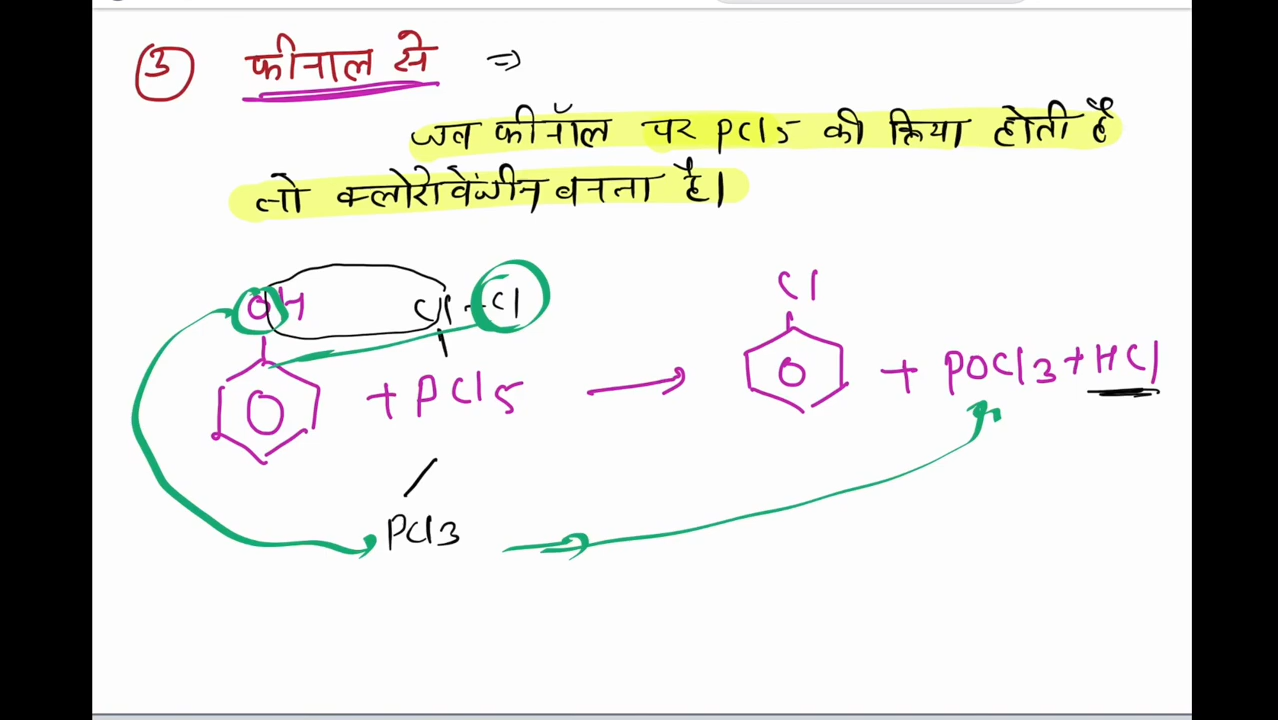 ③ फीनाल से ⇒
जब फीनॉल पर PCl5 की क्रिया होती है
तो क्लोरोबेंजीन बनता है।
OH Cl - Cl Cl
+ PCl5 → + POCl3 + HCl
PCl3